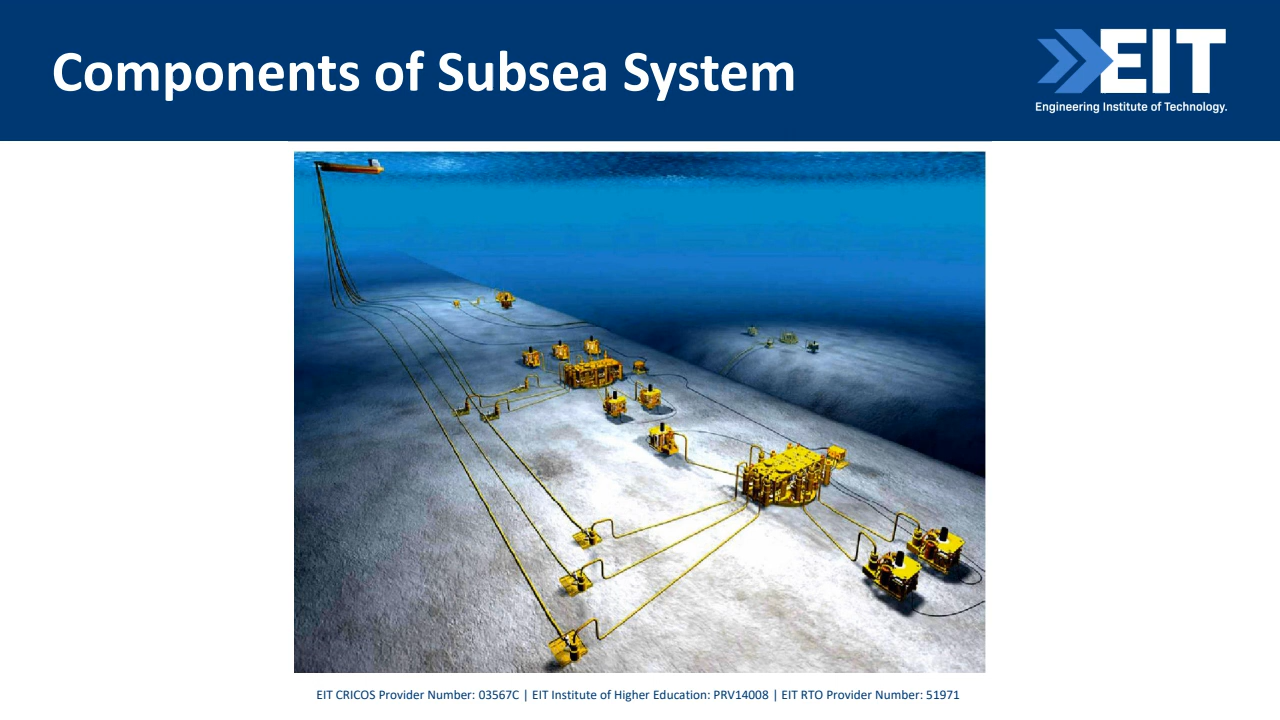 Components of Subsea System
EIT
Engineering Institute of Technology.
EIT CRICOS Provider Number: 03567C | EIT Institute of Higher Education: PRV14008 | EIT RTO Provider Number: 51971